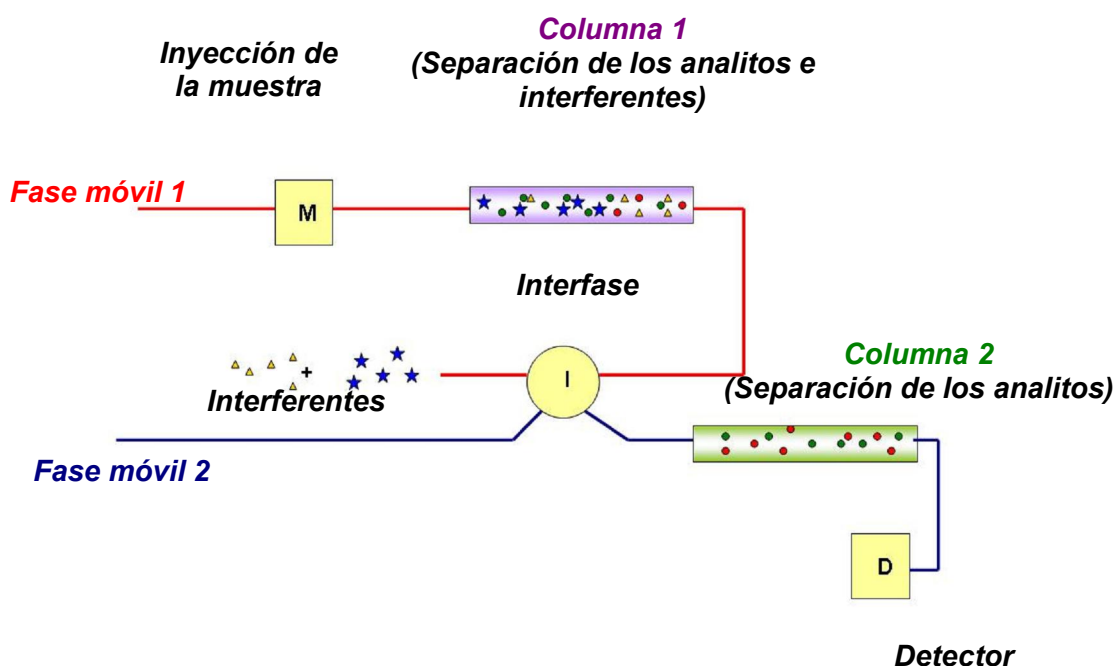 Inyección de
la muestra
Columna 1
(Separación de los analitos e
interferentes)
Fase móvil 1
M
Interfase
I
+
Interferentes
Columna 2
(Separación de los analitos)
Fase móvil 2
D
Detector